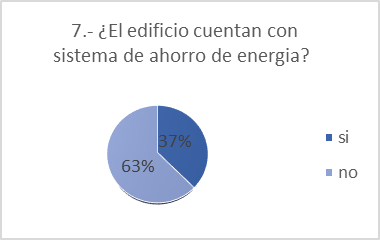 7.- ¿El edificio cuentan con
sistema de ahorro de energia?
37%
63%
si
no